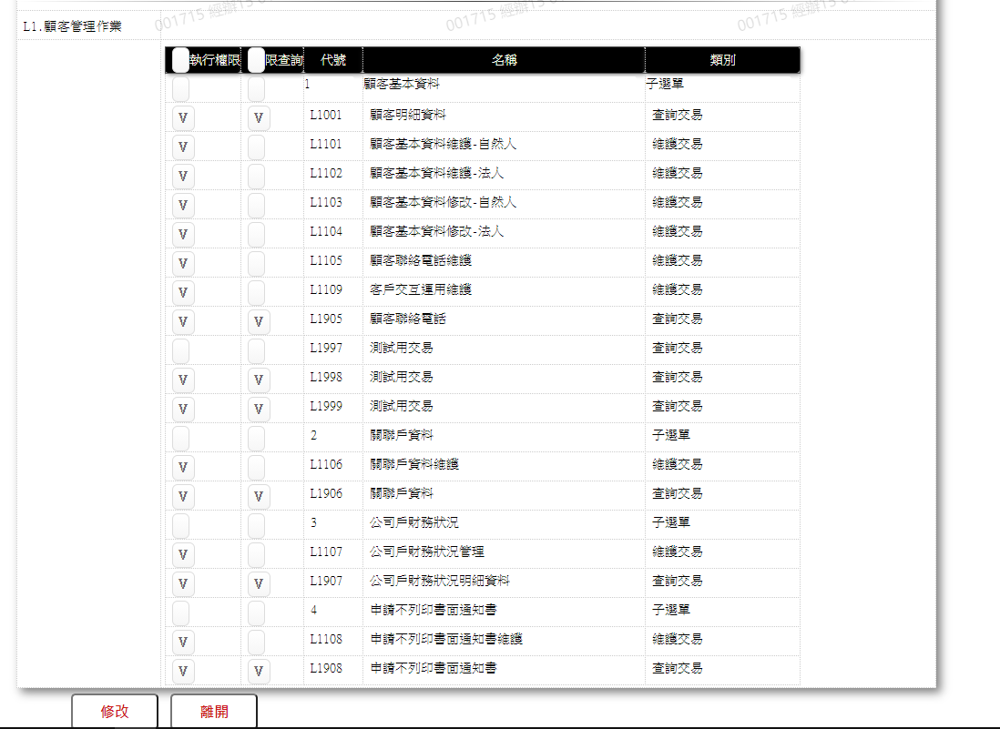 001715 經辦15 001715 經辦15 001715 經辦15
L1.顧客管理作業
執行權限 限查詢 代號 名稱 類別
1 顧客基本資料 子選單
V V L1001 顧客明細資料 查詢交易
V L1101 顧客基本資料維護-自然人 維護交易
V L1102 顧客基本資料維護-法人 維護交易
V L1103 顧客基本資料修改-自然人 維護交易
V L1104 顧客基本資料修改-法人 維護交易
V L1105 顧客聯絡電話維護 維護交易
V L1109 客戶交互運用維護 維護交易
V V L1905 顧客聯絡電話 查詢交易
L1997 測試用交易 查詢交易
V V L1998 測試用交易 查詢交易
V V L1999 測試用交易 查詢交易
2 關聯戶資料 子選單
V L1106 關聯戶資料維護 維護交易
V V L1906 關聯戶資料 查詢交易
3 公司戶財務狀況 子選單
V L1107 公司戶財務狀況管理 維護交易
V V L1907 公司戶財務狀況明細資料 查詢交易
4 申請不列印書面通知書 子選單
V L1108 申請不列印書面通知書維護 維護交易
V V L1908 申請不列印書面通知書 查詢交易
修改 離開